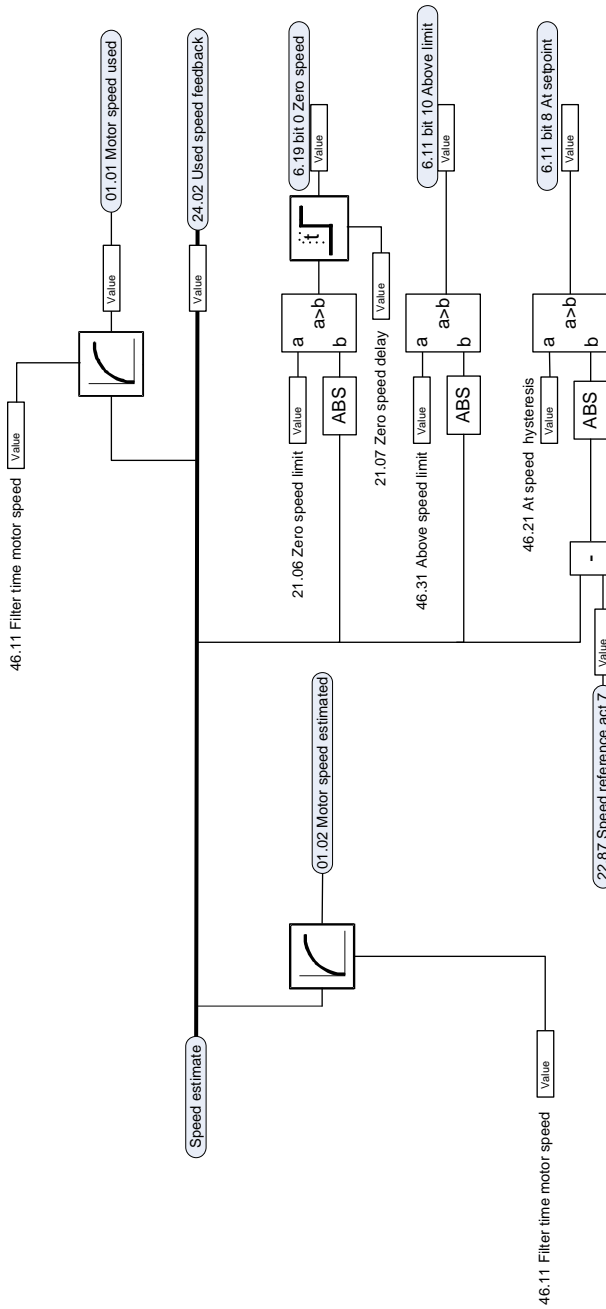 46.11 Filter time motor speed
Value
Value
01.01 Motor speed used
Speed estimate
Value
24.02 Used speed feedback
01.02 Motor speed estimated
46.11 Filter time motor speed
Value
21.06 Zero speed limit
Value
ABS
a
a>b
b
t
Value
6.19 bit 0 Zero speed
21.07 Zero speed delay
Value
46.31 Above speed limit
Value
ABS
a
a>b
b
Value
6.11 bit 10 Above limit
46.21 At speed hysteresis
Value
-
ABS
a
a>b
b
Value
6.11 bit 8 At setpoint
22.87 Speed reference act 7
Value